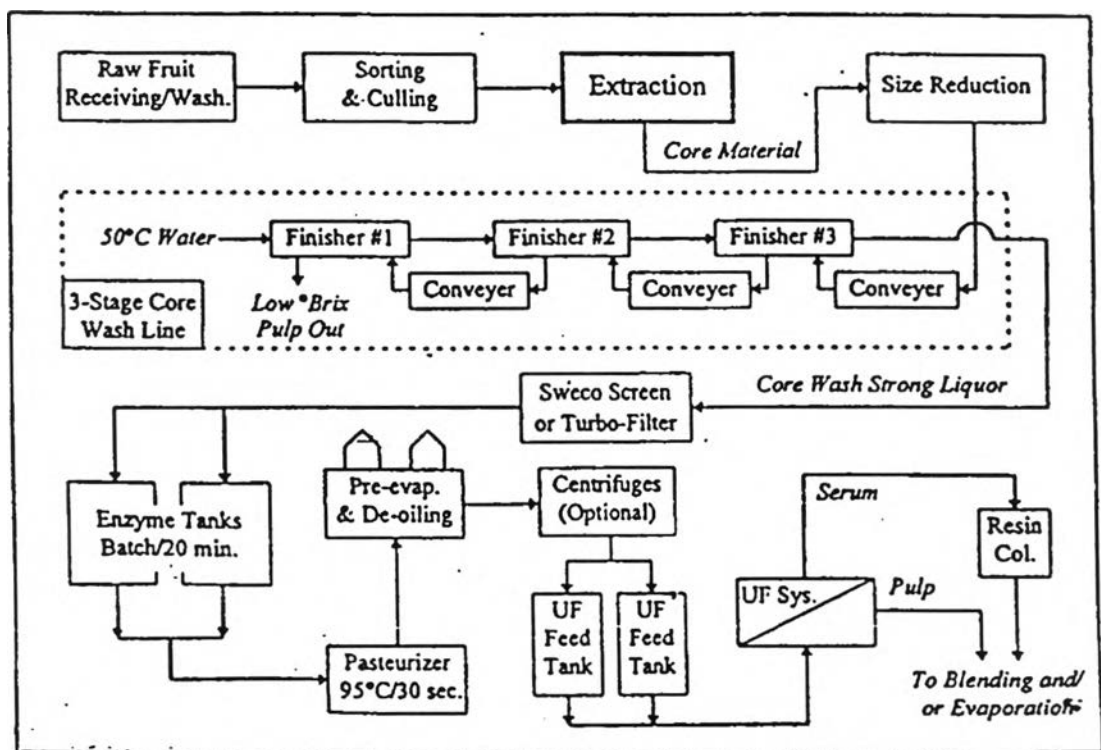 Raw Fruit
Receiving/Wash.
Sorting
& Culling
Extraction
Size Reduction
Core Material
50°C Water
Finisher #1
Finisher #2
Finisher #3
Conveyer
Conveyer
Conveyer
Low °Brix
Pulp Out
3-Stage Core
Wash Line
Core Wash Strong Liquor
Sweco Screen
or Turbo-Filter
Enzyme Tanks
Batch/20 min.
Pre-evap.
& De-oiling
Centrifuges
(Optional)
Serum
Resin
Col.
UF
Feed
Tank
UF
Feed
Tank
UF Sys.
Pulp
Pasteurizer
95°C/30 sec.
To Blending and/
or Evaporation